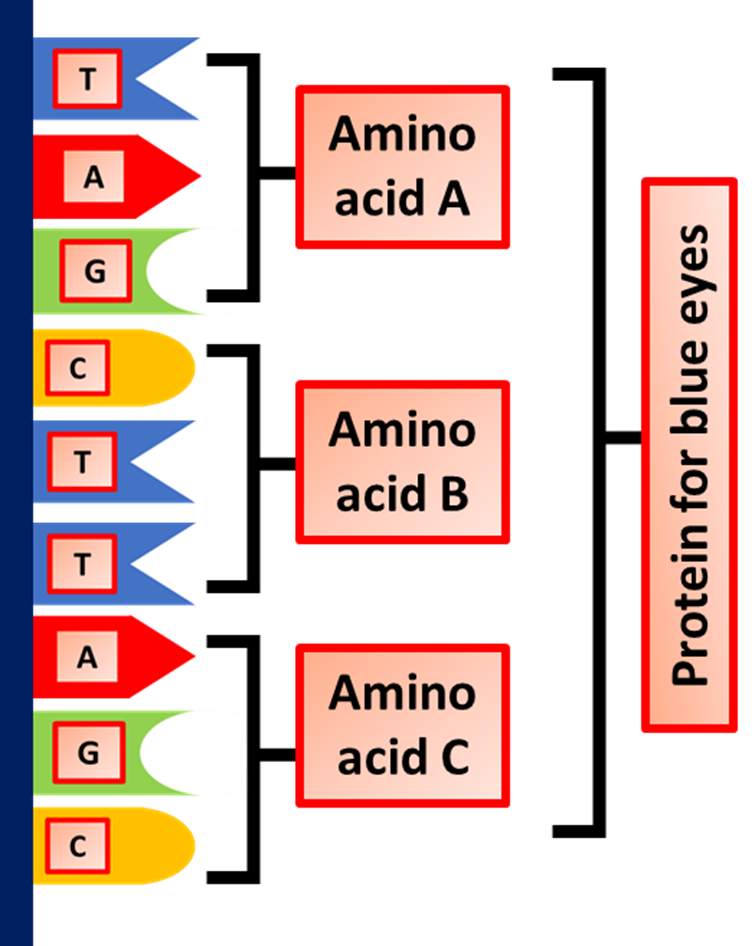 T
A
G
Amino
acid A
C
T
T
Amino
acid B
A
G
C
Amino
acid C
Protein for blue eyes